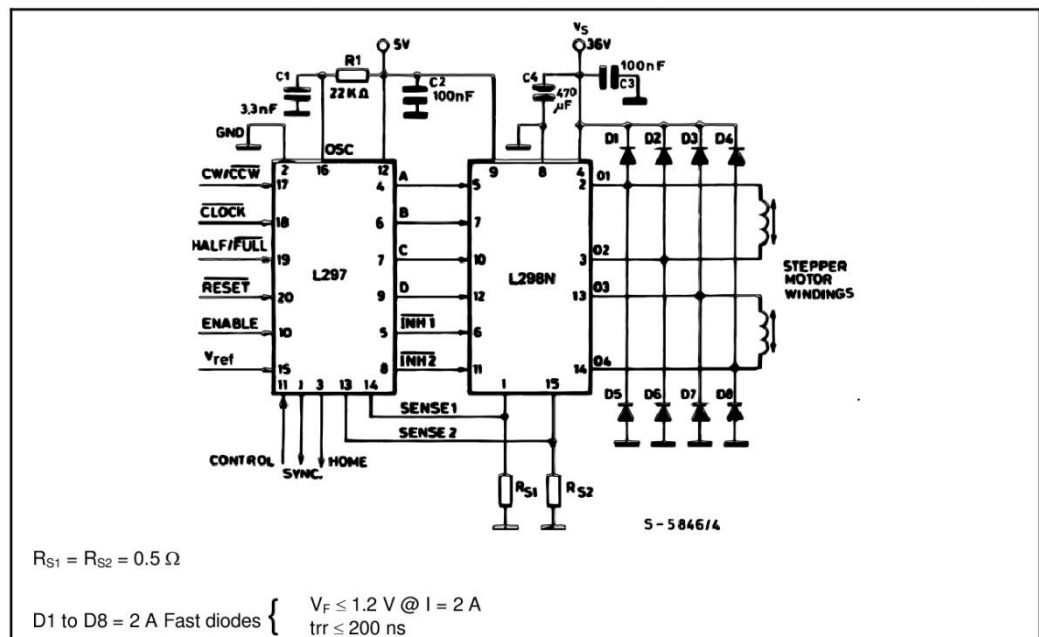 VS
5V
36V
R1
22KΩ
C1
3.3nF
C2
100nF
C4
470
μF
100nF
C3
GND
OSC
D1 D2 D3 D4
2 16 12
9 8 4
CW/CCW 17
4 A 5
2 O1
CLOCK 18
6 B 7
HALF/FULL 19
7 C 10
3 O2
L297
L298N
STEPPER
MOTOR
WINDINGS
RESET 20
9 D 12
13 O3
ENABLE 10
5 INH1 6
Vref 15
8 INH2 11
14 O4
11 1 3 13 14
1 15
D5 D6 D7 D8
SENSE1
SENSE 2
CONTROL
SYNC.
HOME
RS1
RS2
S-5846/4
RS1 = RS2 = 0.5 Ω
D1 to D8 = 2 A Fast diodes { VF ≤ 1.2 V @ I = 2 A
trr ≤ 200 ns